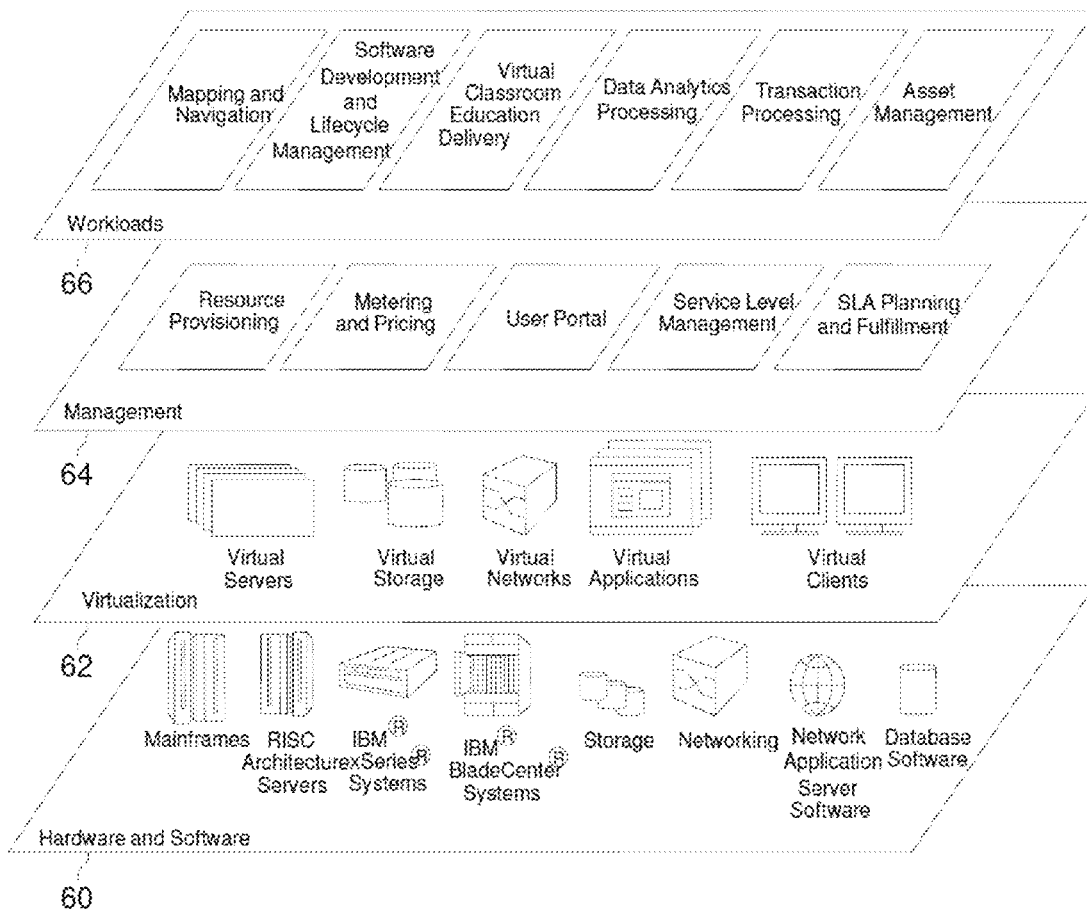 Mapping and
Navigation
Software
Development
and
Lifecycle
Management
Virtual
Classroom
Education
Delivery
Data Analytics
Processing
Transaction
Processing
Asset
Management
Workloads
66
Resource
Provisioning
Metering
and Pricing
User Portal
Service Level
Management
SLA Planning
and Fulfillment
Management
64
Virtual
Servers
Virtual
Storage
Virtual
Networks
Virtual
Applications
Virtual
Clients
Virtualization
62
Mainframes
RISC
Architecture
Servers
IBM®
xSeries®
Systems
IBM®
BladeCenter®
Systems
Storage
Networking
Network
Application
Server
Software
Database
Software
Hardware and Software
60